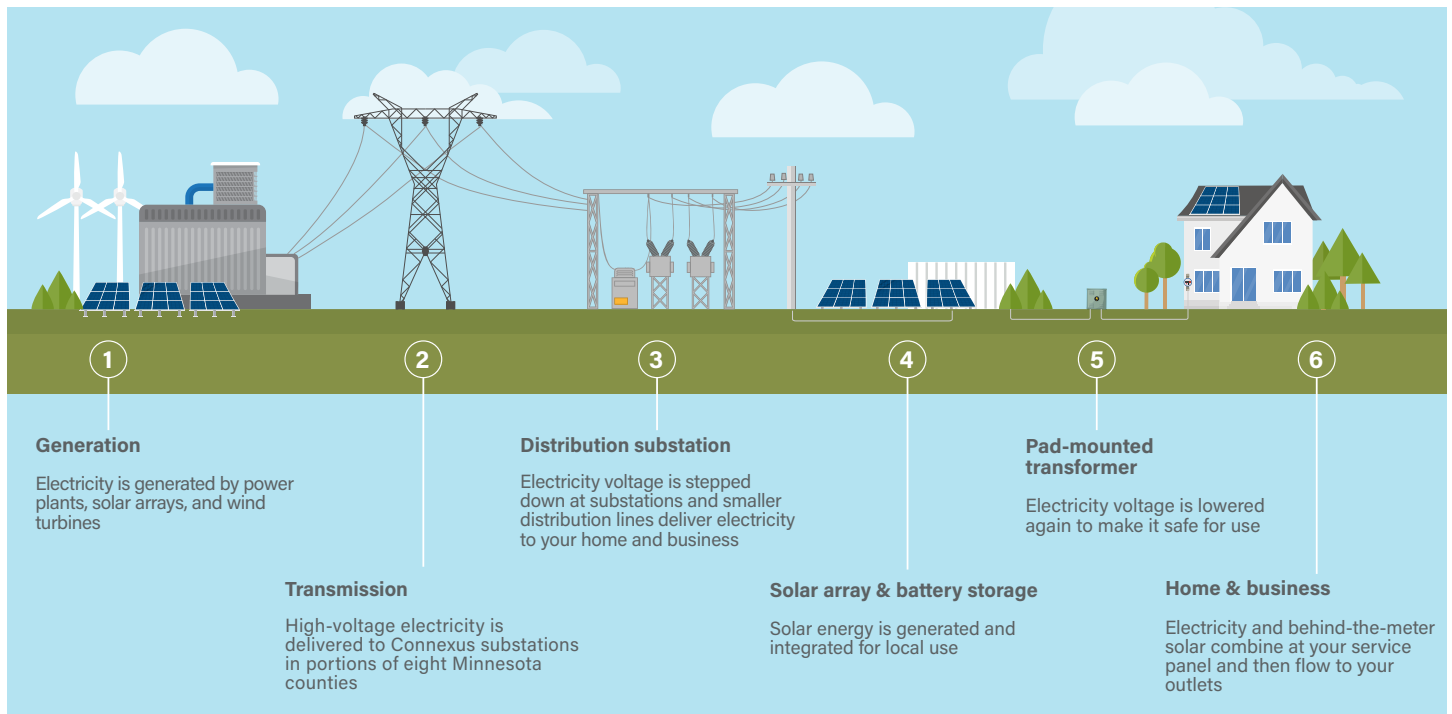 1
2
3
4
5
6
Generation
Electricity is generated by power
plants, solar arrays, and wind
turbines
Transmission
High-voltage electricity is
delivered to Connexus substations
in portions of eight Minnesota
counties
Distribution substation
Electricity voltage is stepped
down at substations and smaller
distribution lines deliver electricity
to your home and business
Solar array & battery storage
Solar energy is generated and
integrated for local use
Pad-mounted
transformer
Electricity voltage is lowered
again to make it safe for use
Home & business
Electricity and behind-the-meter
solar combine at your service
panel and then flow to your
outlets